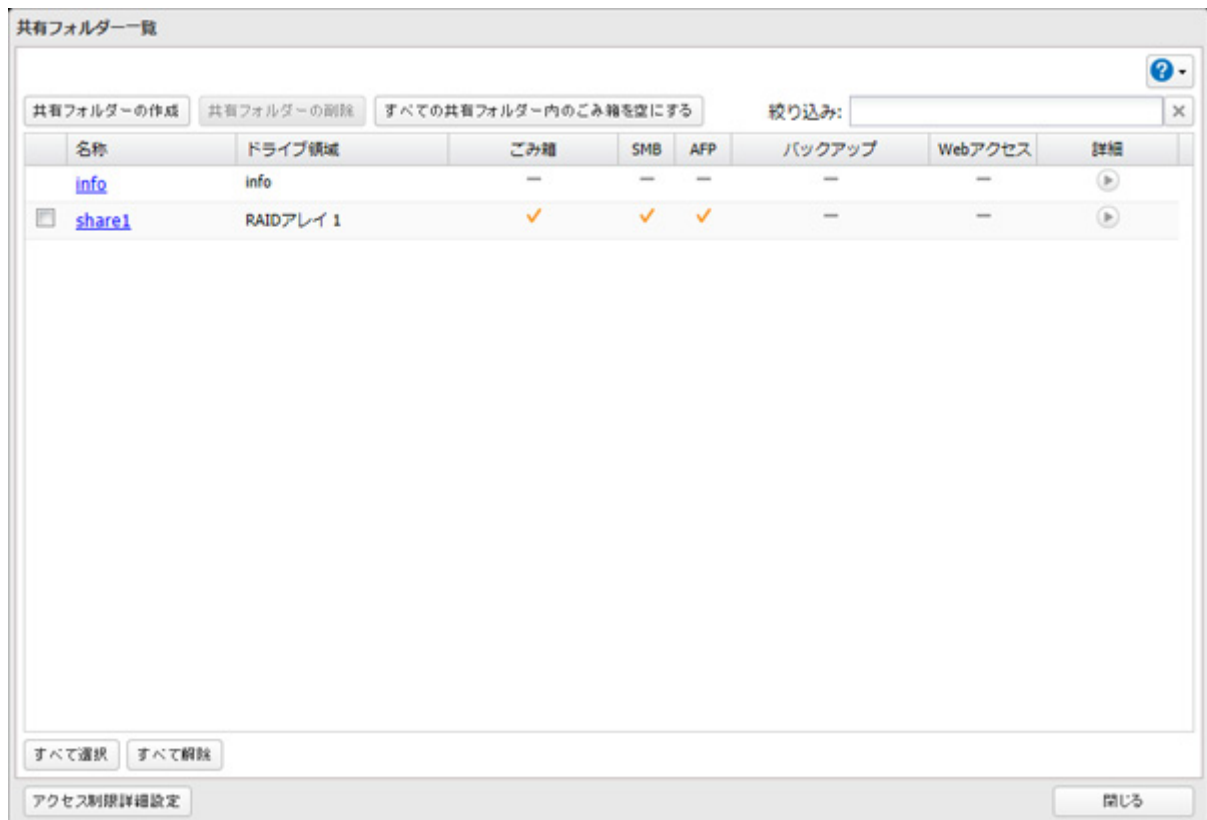 共有フォルダー一覧
共有フォルダーの作成 共有フォルダーの削除 すべての共有フォルダー内のごみ箱を空にする 絞り込み:
名称 ドライブ領域 ごみ箱 SMB AFP バックアップ Webアクセス 詳細
info info
share1 RAIDアレイ 1
すべて選択 すべて解除
アクセス制限詳細設定 閉じる